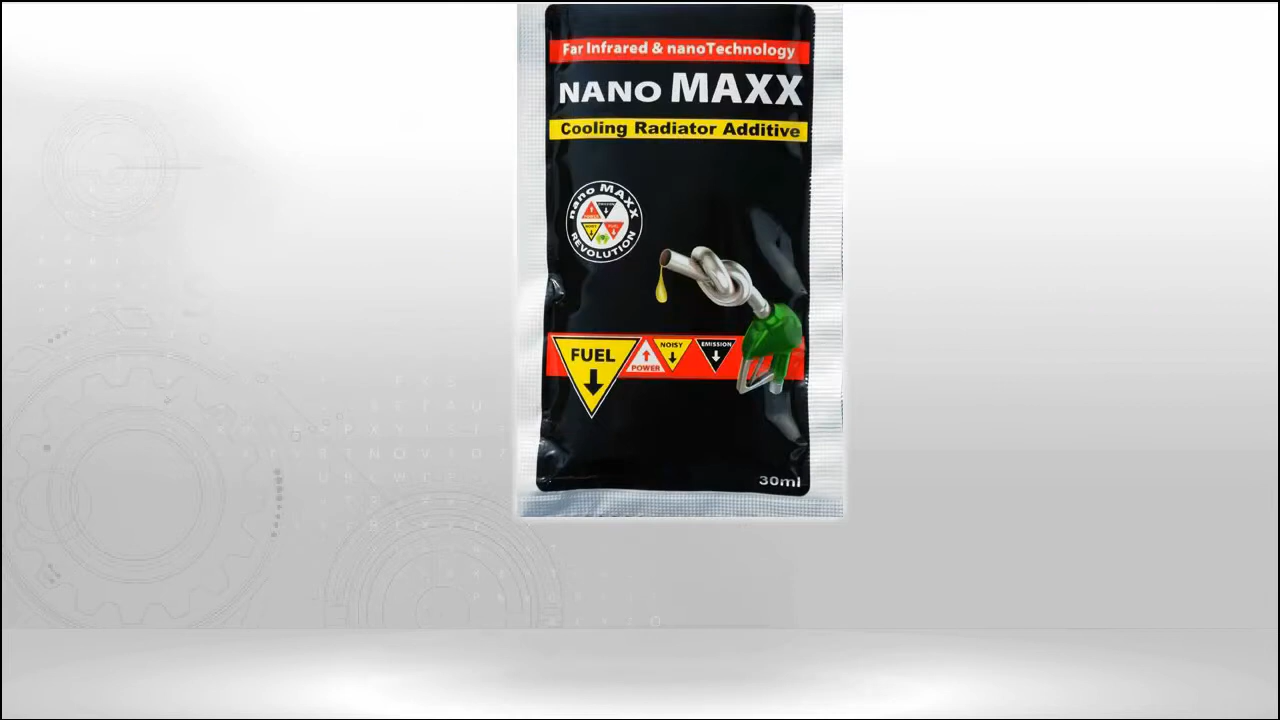 Far Infrared & nanoTechnology
NANO MAXX
Cooling Radiator Additive
nano MAXX
REVOLUTION
FUEL
POWER
NOISY
EMISSION
30ml